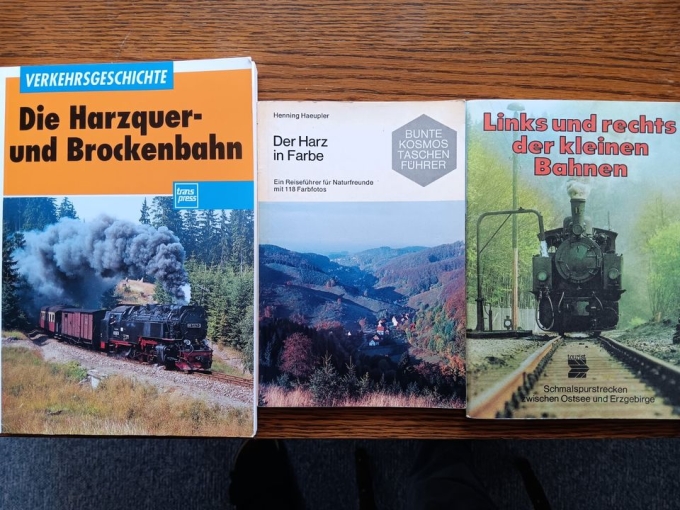 VERKEHRSGESCHICHTE
Die Harzquer-
und Brockenbahn
trans
press
Henning Haeupler
Der Harz
in Farbe
Ein Reiseführer für Naturfreunde
mit 118 Farbfotos
BUNTE
KOSMOS
TASCHEN
FÜHRER
Links und rechts
der kleinen
Bahnen
tourist
Schmalspurstrecken
zwischen Ostsee und Erzgebirge